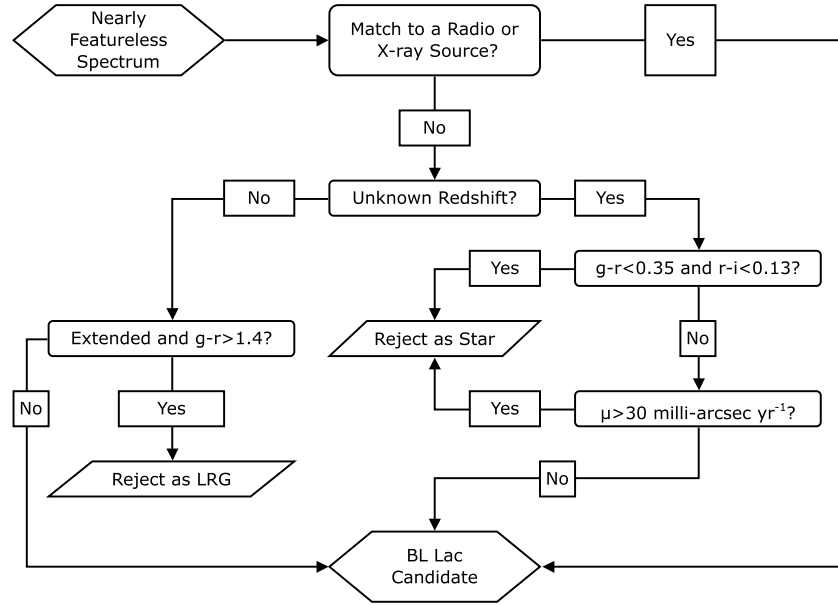 Nearly
Featureless
Spectrum
Match to a Radio or
X-ray Source?
Yes
No
Unknown Redshift?
No
Yes
g-r<0.35 and r-i<0.13?
Yes
Extended and g-r>1.4?
Reject as Star
No
No
Yes
Yes
μ>30 milli-arcsec yr⁻¹?
Reject as LRG
No
BL Lac
Candidate